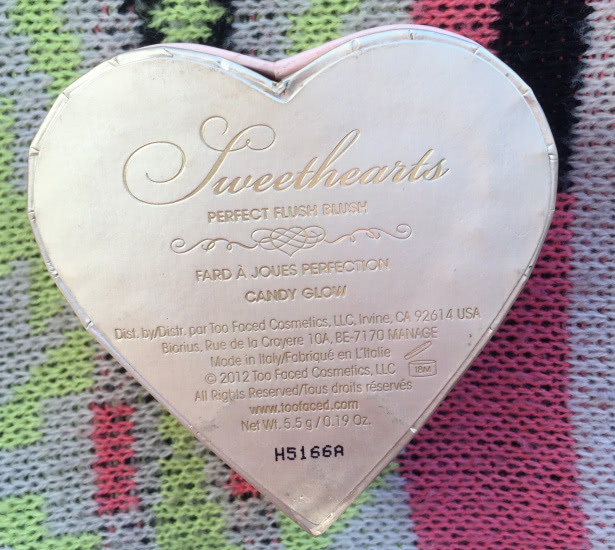 Sweethearts
PERFECT FLUSH BLUSH
FARD À JOUES PERFECTION
CANDY GLOW
Dist. by/Distr. par Too Faced Cosmetics, LLC, Irvine, CA 92614 USA
Biorius, Rue de la Croyere 10A, BE-7170 MANAGE
Made in Italy/Fabriqué en L'Italie
© 2012 Too Faced Cosmetics, LLC
18M
All Rights Reserved/Tous droits réservés
www.toofaced.com
Net Wt. 5.5 g / 0.19 Oz.
H5166A